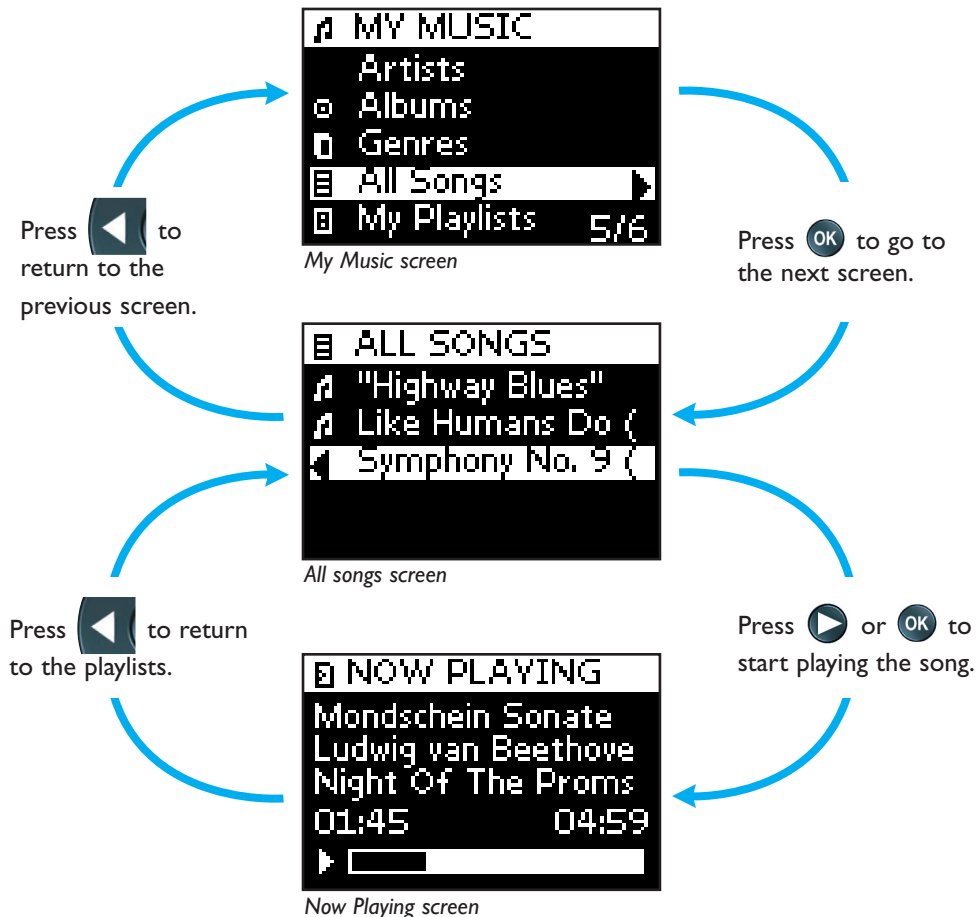 MY MUSIC
Artists
Albums
Genres
All Songs
My Playlists 5/6
My Music screen
Press to
return to the
previous screen.
Press OK to go to
the next screen.
ALL SONGS
"Highway Blues"
Like Humans Do (
Symphony No. 9 (
All songs screen
Press to return
to the playlists.
Press or OK to
start playing the song.
NOW PLAYING
Mondschein Sonate
Ludwig van Beethove
Night Of The Proms
01:45 04:59
Now Playing screen